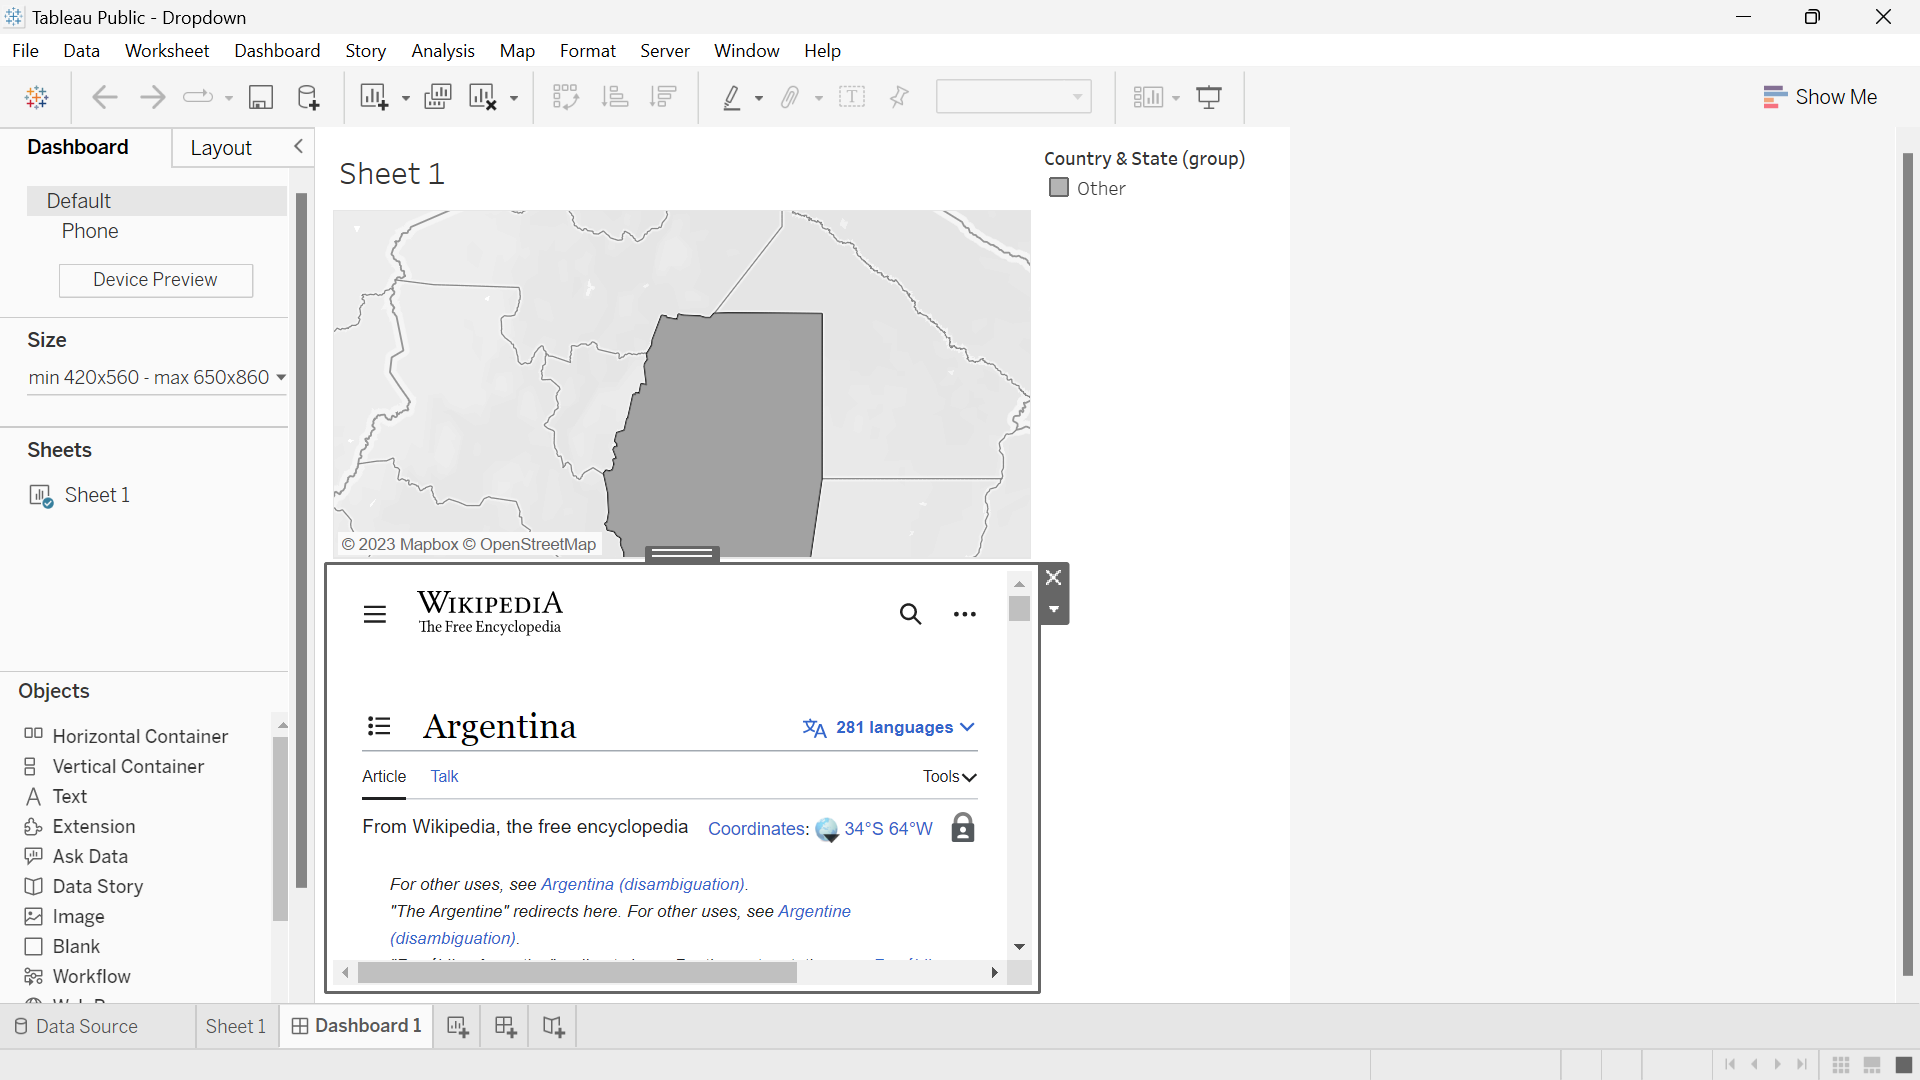 Tableau Public - Dropdown
File Data Worksheet Dashboard Story Analysis Map Format Server Window Help
Show Me
Dashboard Layout
Default
Phone
Device Preview
Size
min 420x560 - max 650x860
Sheets
Sheet 1
Objects
Horizontal Container
Vertical Container
Text
Extension
Ask Data
Data Story
Image
Blank
Workflow
Sheet 1
© 2023 Mapbox © OpenStreetMap
Country & State (group)
Other
WIKIPEDIA
The Free Encyclopedia
Argentina
281 languages
Article Talk Tools
From Wikipedia, the free encyclopedia Coordinates: 34°S 64°W
For other uses, see Argentina (disambiguation).
"The Argentine" redirects here. For other uses, see Argentine
(disambiguation).
Data Source Sheet 1 Dashboard 1